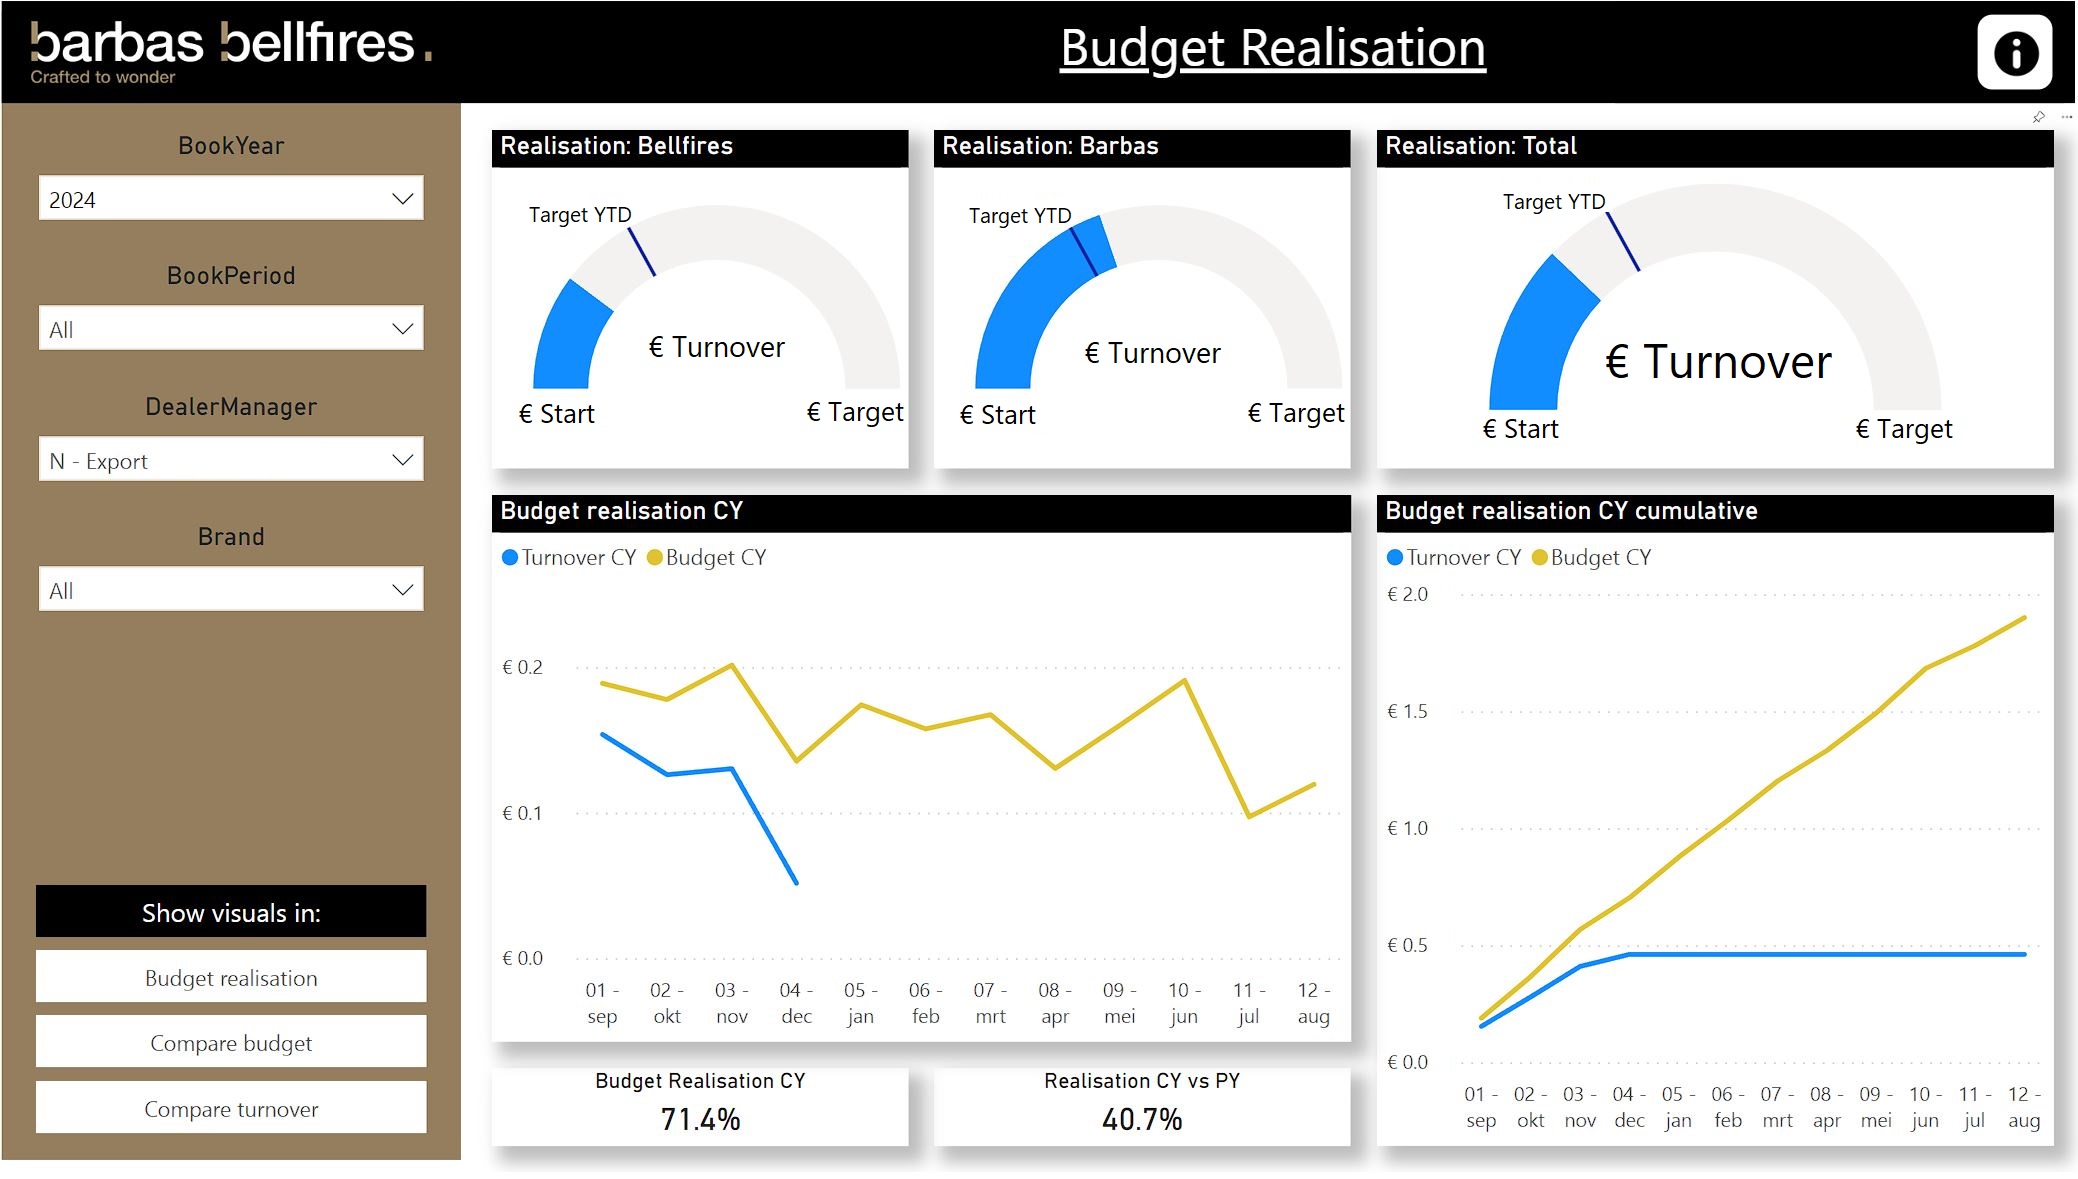 barbas bellfires.
Crafted to wonder
Budget Realisation
BookYear
2024
BookPeriod
All
DealerManager
N - Export
Brand
All
Show visuals in:
Budget realisation
Compare budget
Compare turnover
Realisation: Bellfires
Target YTD
€ Turnover
€ Start
€ Target
Realisation: Barbas
Target YTD
€ Turnover
€ Start
€ Target
Realisation: Total
Target YTD
€ Turnover
€ Start
€ Target
Budget realisation CY
Turnover CY Budget CY
€ 0.2
€ 0.1
€ 0.0
01 - 02 - 03 - 04 - 05 - 06 - 07 - 08 - 09 - 10 - 11 - 12 -
sep okt nov dec jan feb mrt apr mei jun jul aug
Budget realisation CY cumulative
Turnover CY Budget CY
€ 2.0
€ 1.5
€ 1.0
€ 0.5
€ 0.0
01 - 02 - 03 - 04 - 05 - 06 - 07 - 08 - 09 - 10 - 11 - 12 -
sep okt nov dec jan feb mrt apr mei jun jul aug
Budget Realisation CY
71.4%
Realisation CY vs PY
40.7%